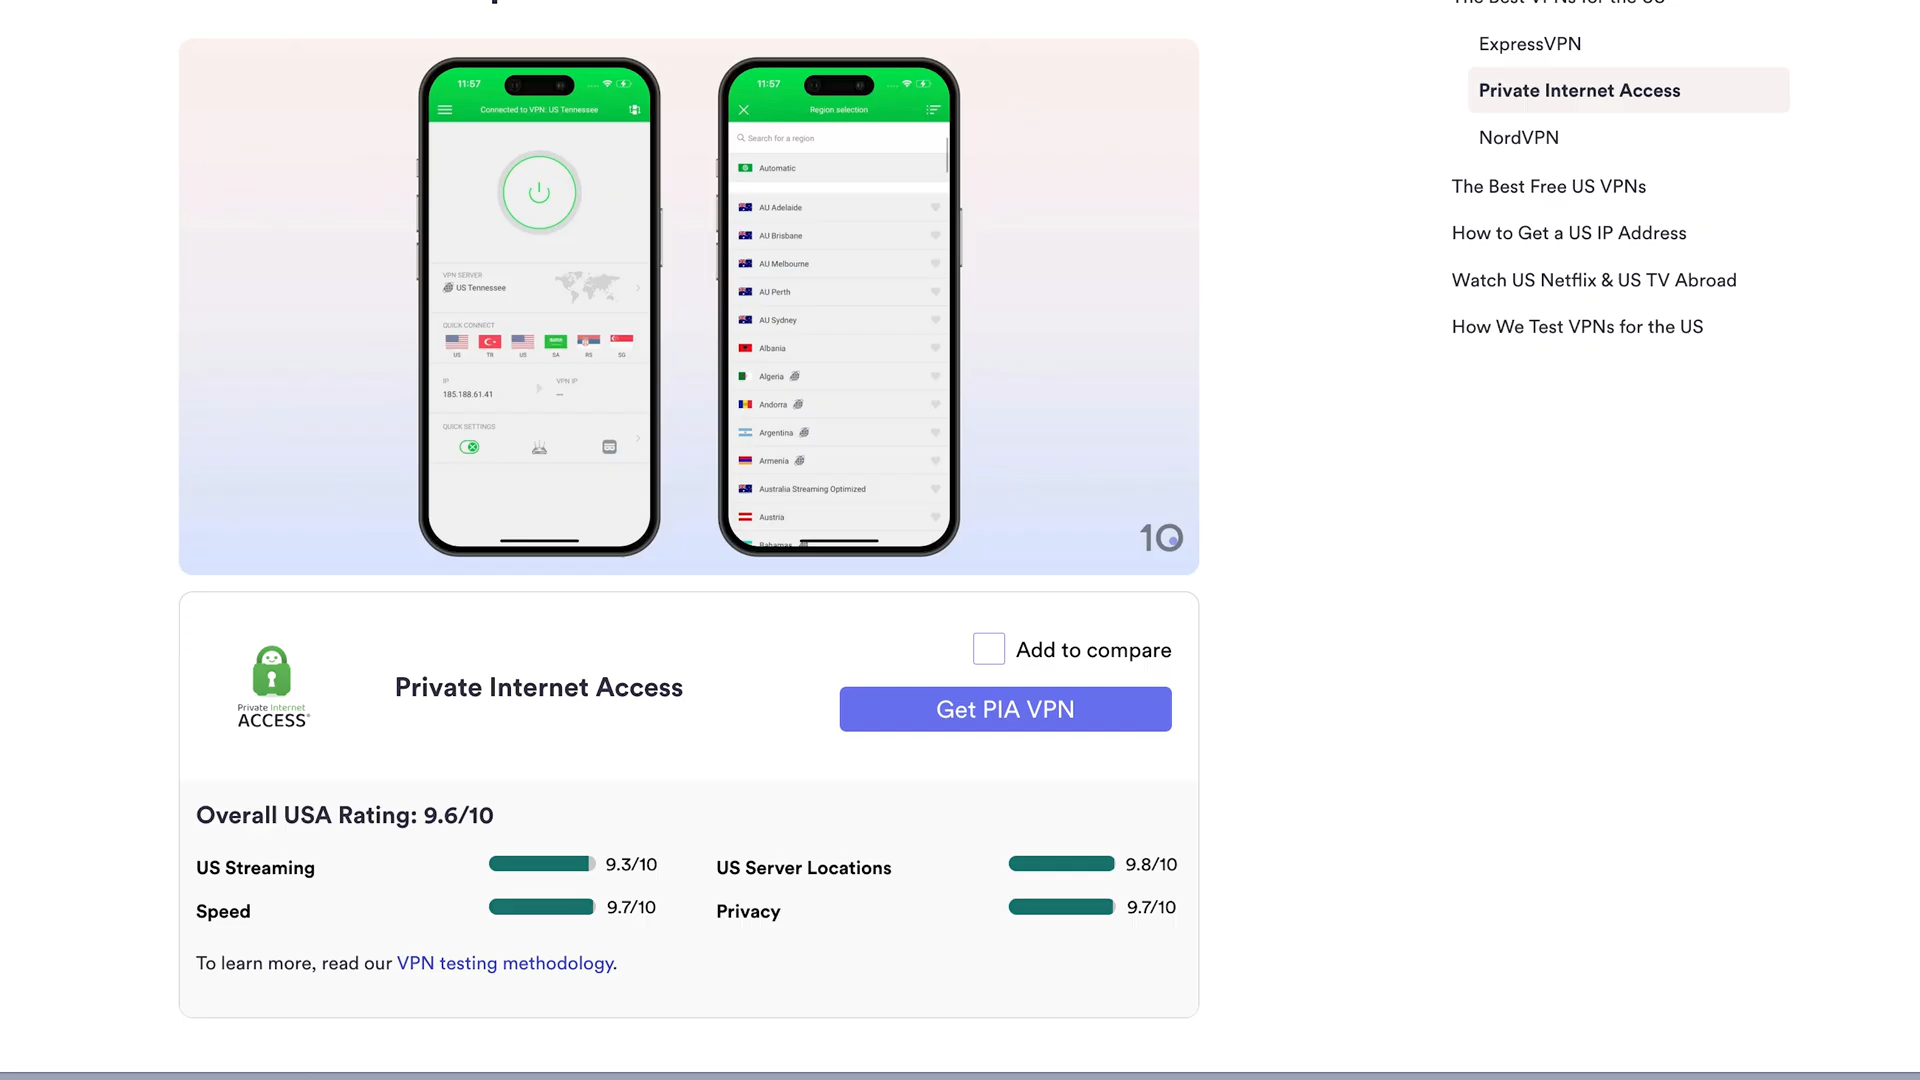 ExpressVPN
Private Internet Access
NordVPN
The Best Free US VPNs
How to Get a US IP Address
Watch US Netflix & US TV Abroad
How We Test VPNs for the US
11:57
Connected to VPN: US Tennessee
VPN SERVER
US Tennessee
QUICK CONNECT
US TR US SA RS SG
IP VPN IP
185.188.61.41 ---
QUICK SETTINGS
11:57
Region selection
Search for a region
Automatic
AU Adelaide
AU Brisbane
AU Melbourne
AU Perth
AU Sydney
Albania
Algeria
Andorra
Argentina
Armenia
Australia Streaming Optimized
Austria
Bahamas
10
Private Internet
ACCESS®
Private Internet Access
Add to compare
Get PIA VPN
Overall USA Rating: 9.6/10
US Streaming 9.3/10
US Server Locations 9.8/10
Speed 9.7/10
Privacy 9.7/10
To learn more, read our VPN testing methodology.